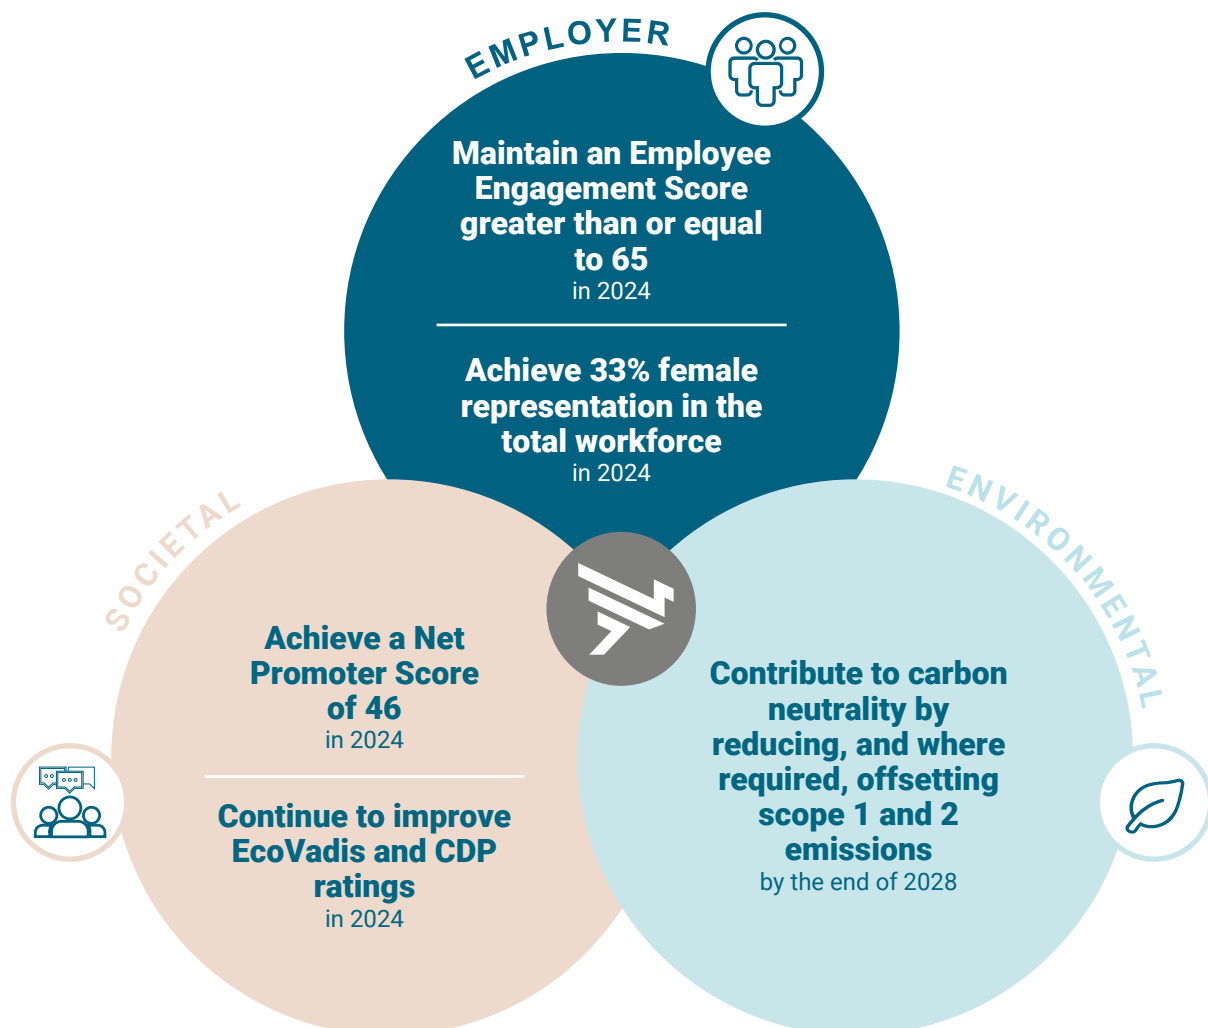 EMPLOYER
Maintain an Employee
Engagement Score
greater than or equal
to 65
in 2024
Achieve 33% female
representation in the
total workforce
in 2024
SOCIETAL
Achieve a Net
Promoter Score
of 46
in 2024
Continue to improve
EcoVadis and CDP
ratings
in 2024
ENVIRONMENTAL
Contribute to carbon
neutrality by
reducing, and where
required, offsetting
scope 1 and 2
emissions
by the end of 2028